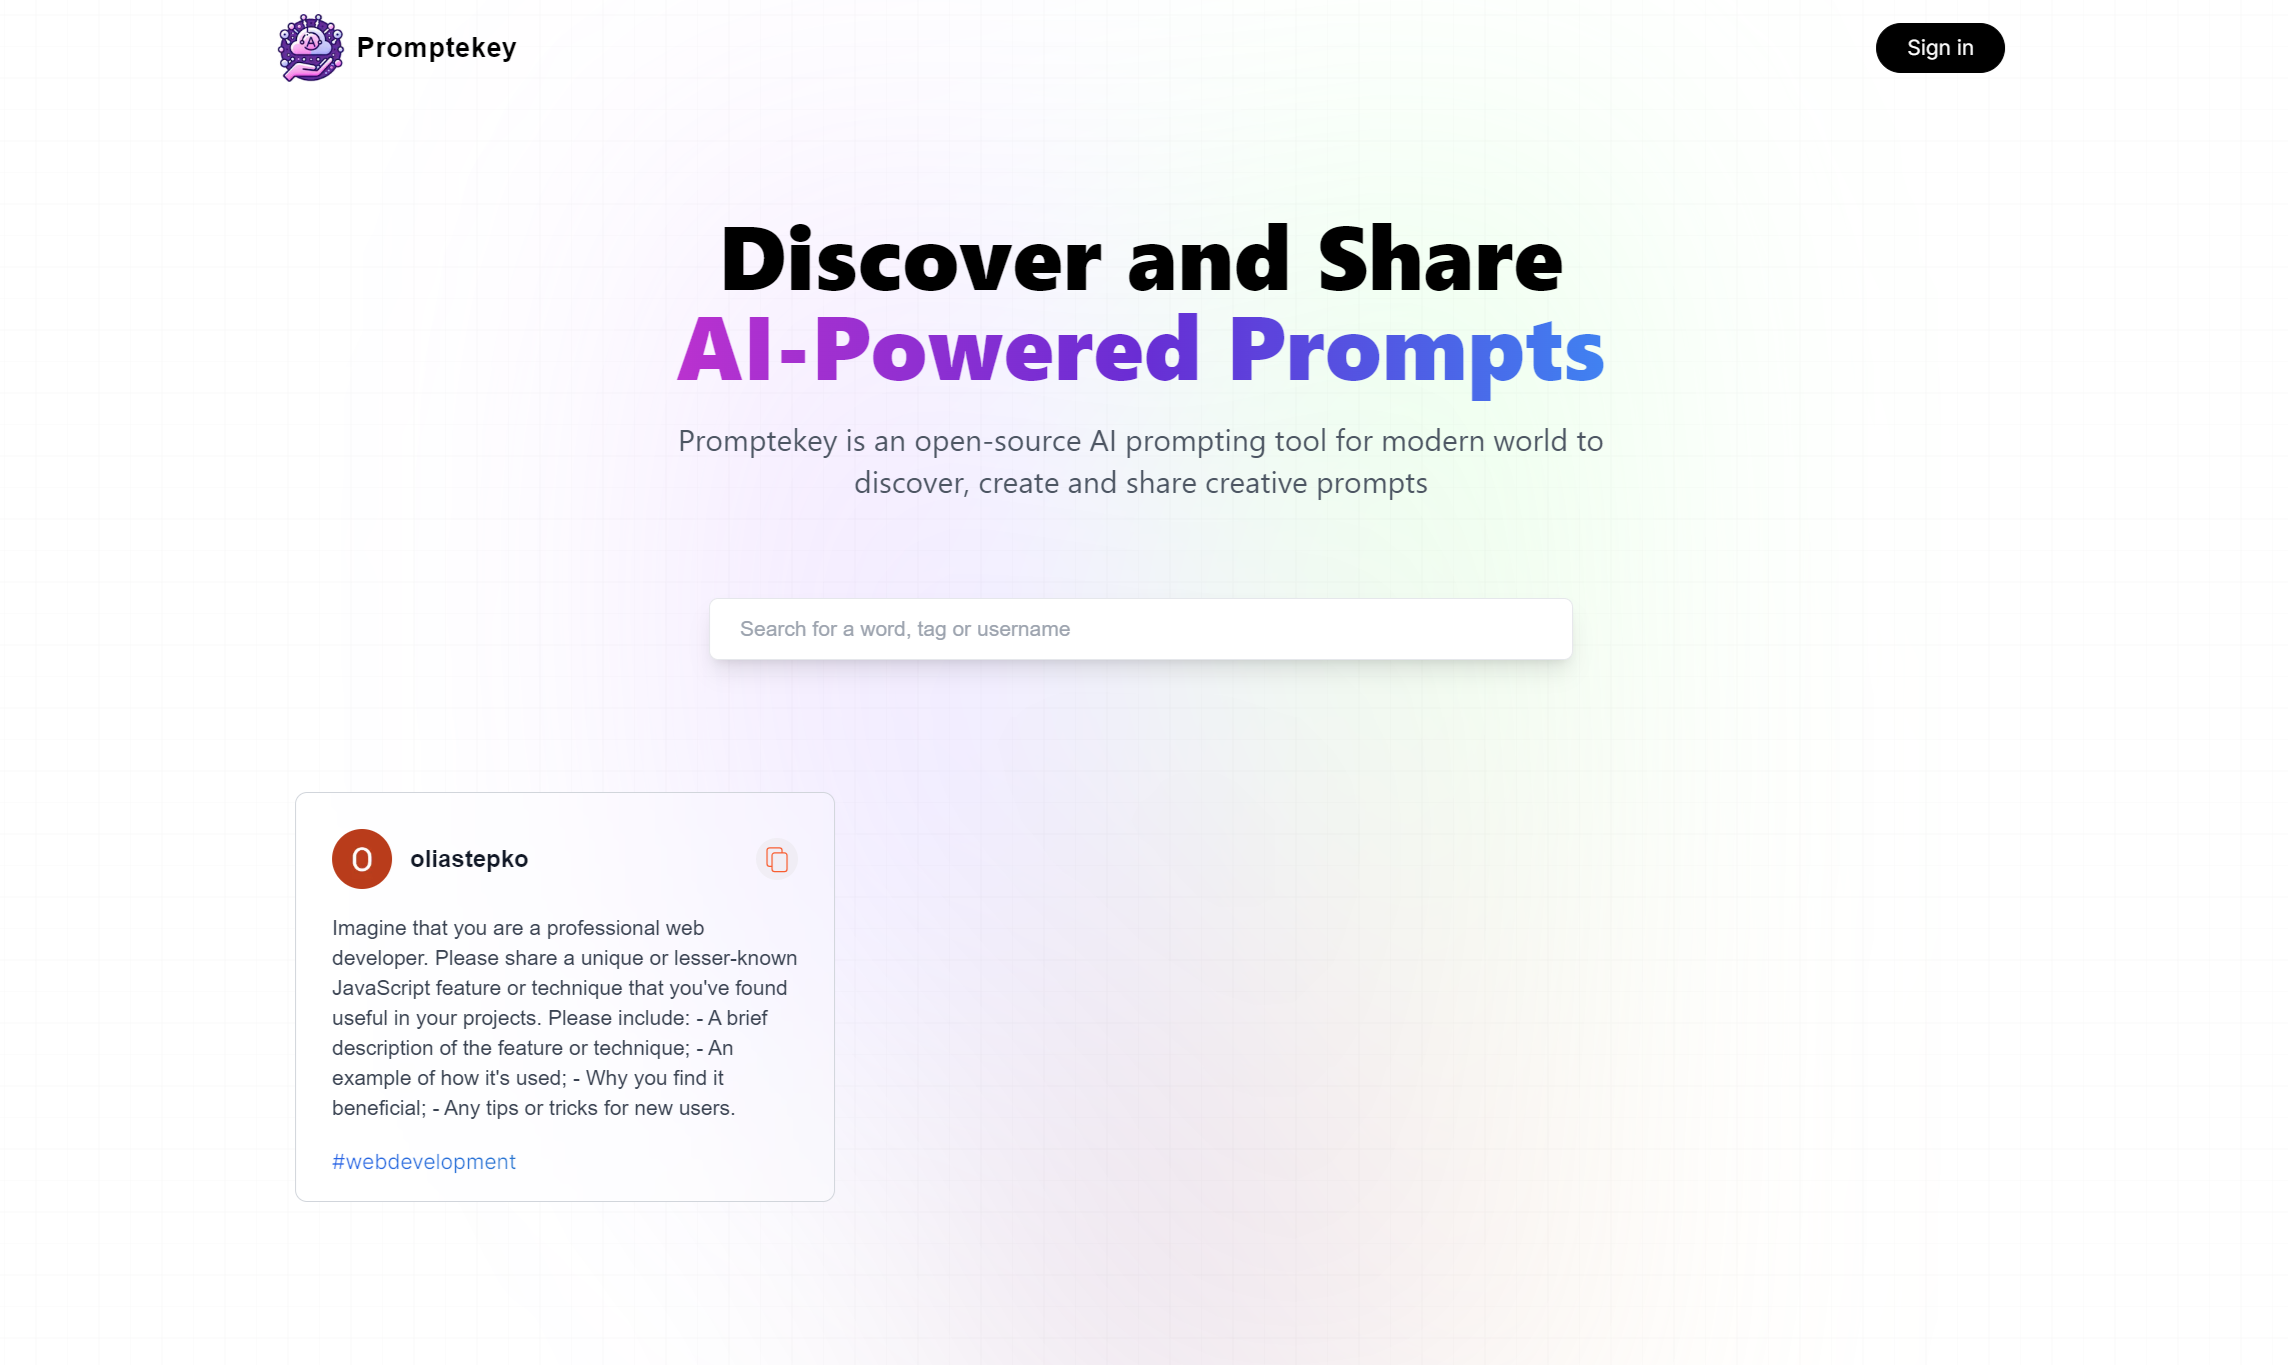 Promptekey
Sign in
Discover and Share
AI-Powered Prompts
Promptekey is an open-source AI prompting tool for modern world to
discover, create and share creative prompts
Search for a word, tag or username
O
oliastepko
Imagine that you are a professional web
developer. Please share a unique or lesser-known
JavaScript feature or technique that you've found
useful in your projects. Please include: - A brief
description of the feature or technique; - An
example of how it's used; - Why you find it
beneficial; - Any tips or tricks for new users.
#webdevelopment